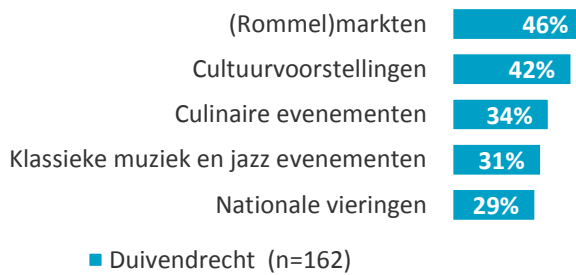 (Rommel)markten 46%
Cultuurvoorstellingen 42%
Culinaire evenementen 34%
Klassieke muziek en jazz evenementen 31%
Nationale vieringen 29%
Duivendrecht (n=162)